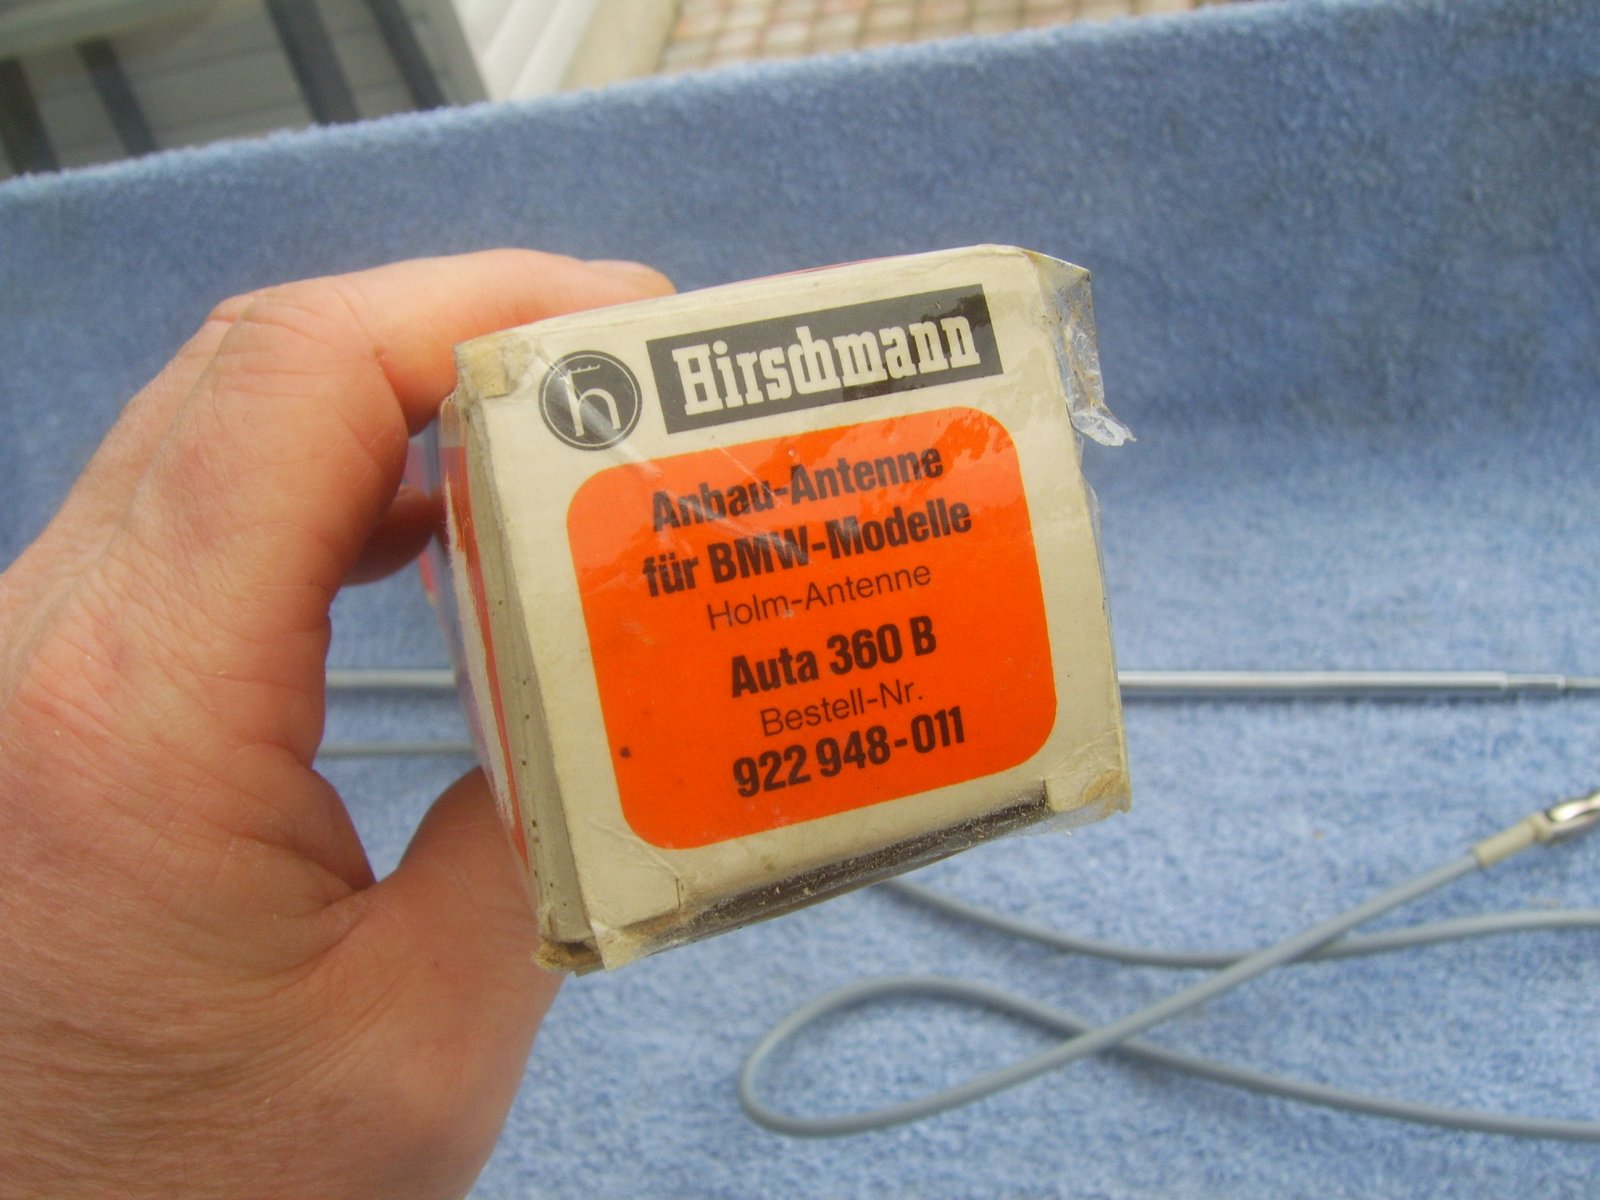 h Hirschmann
Anbau-Antenne
für BMW-Modelle
Holm-Antenne
Auta 360 B
Bestell-Nr.
922 948-011